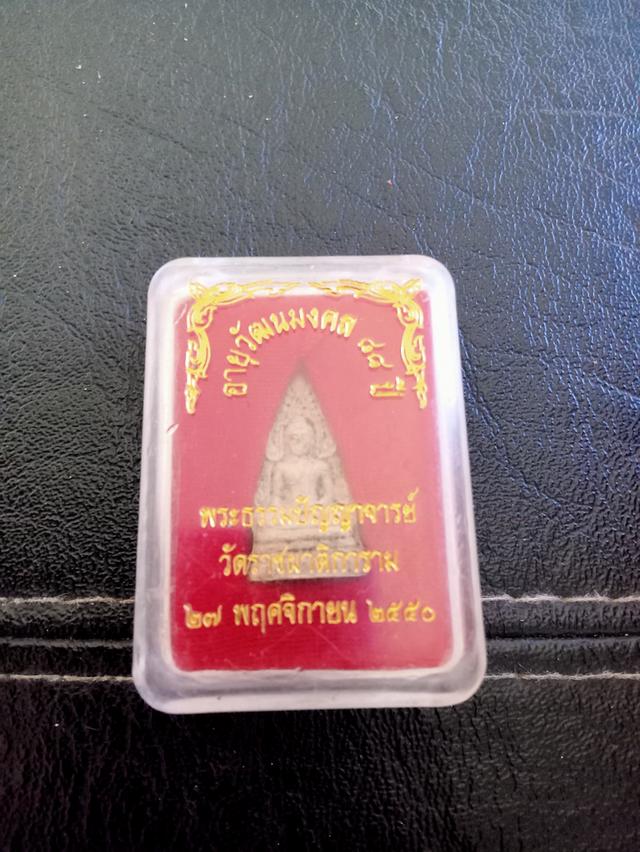 อายุวัฒนมงคล ๘๔ ปี
พระธรรมปัญญาจารย์
วัดราชผาติการาม
๒๗ พฤศจิกายน ๒๕๕๐